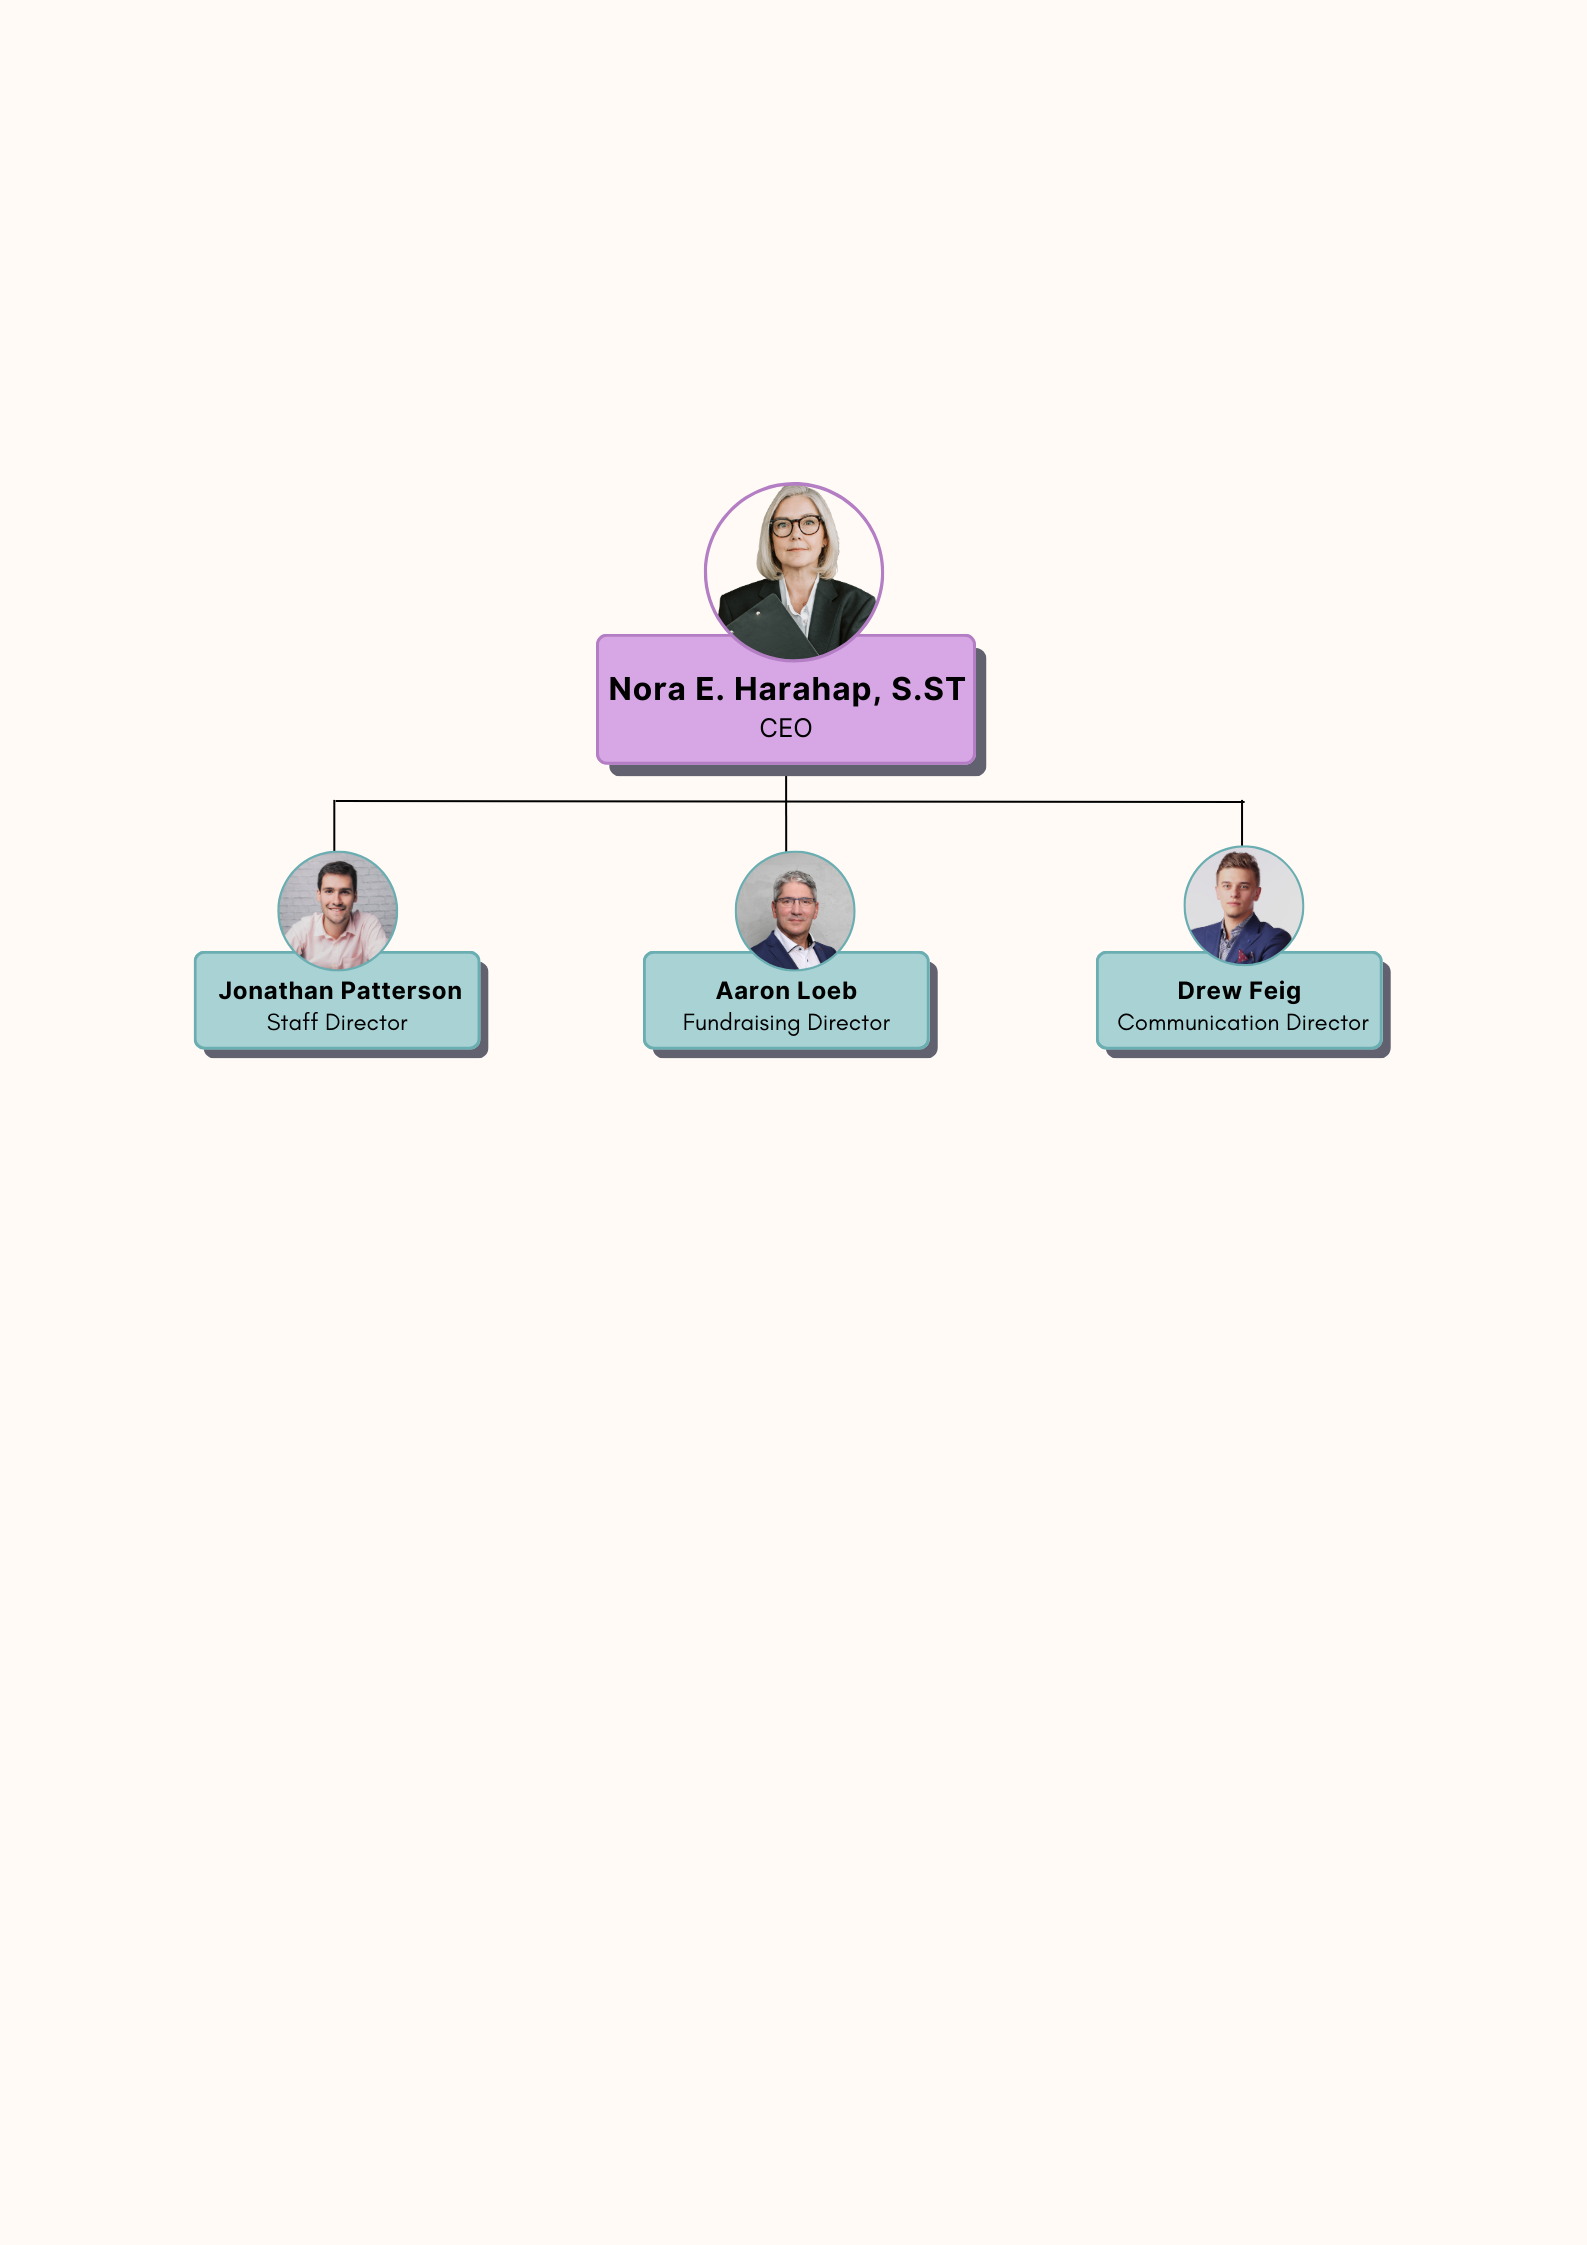 Nora E. Harahap, S.ST
CEO
Jonathan Patterson
Staff Director
Aaron Loeb
Fundraising Director
Drew Feig
Communication Director